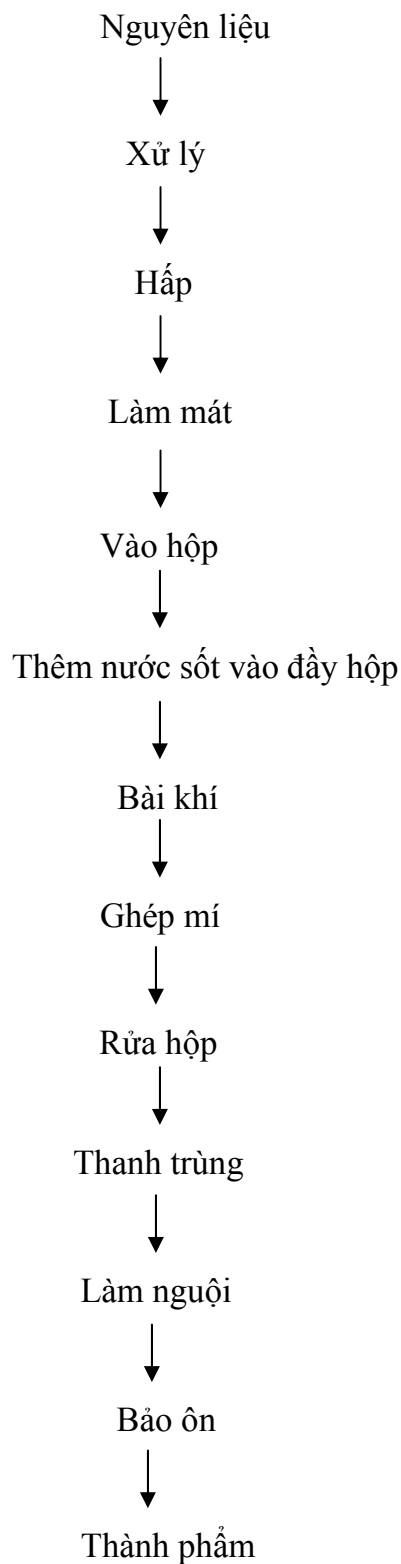 Nguyên liệu
Xử lý
Hấp
Làm mát
Vào hộp
Thêm nước sốt vào đầy hộp
Bài khí
Ghép mí
Rửa hộp
Thanh trùng
Làm nguội
Bảo ôn
Thành phẩm